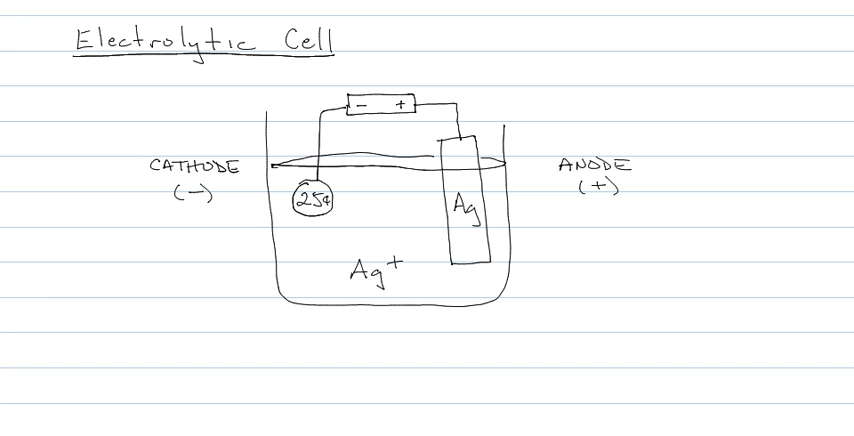 Electrolytic Cell
- +
CATHODE
(-)
ANODE
(+)
25¢
Ag
Ag+